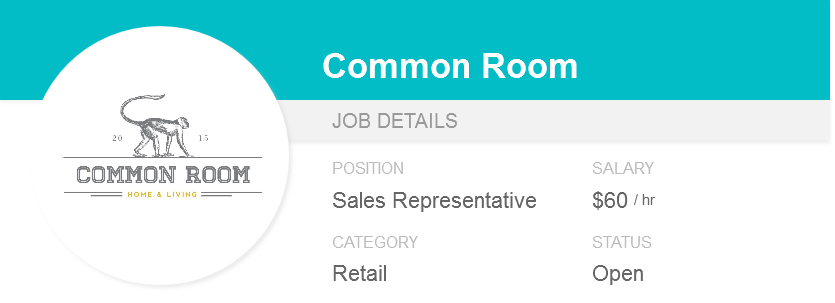 Common Room
JOB DETAILS
20 15
COMMON ROOM
HOME & LIVING
POSITION SALARY
Sales Representative $60 / hr
CATEGORY STATUS
Retail Open